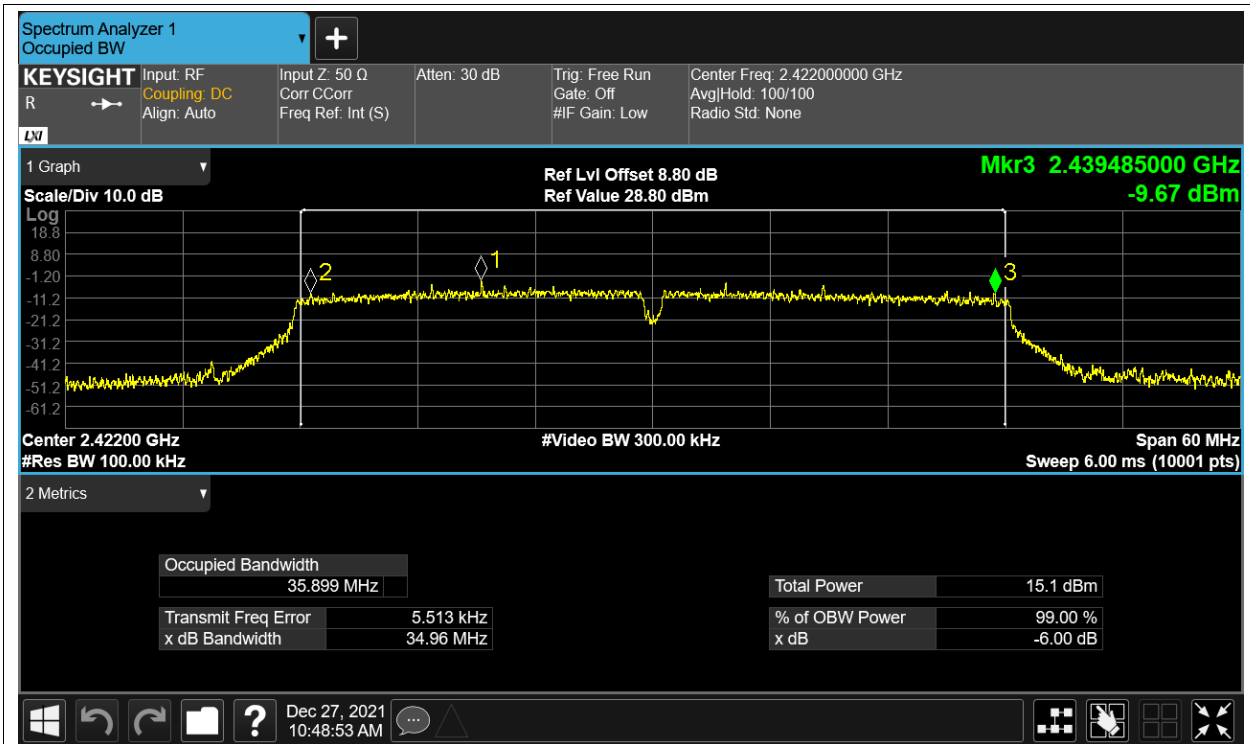 Spectrum Analyzer 1
Occupied BW
KEYSIGHT
R
LXI
Input: RF
Coupling: DC
Align: Auto
Input Z: 50 Ω
Corr CCorr
Freq Ref: Int (S)
Atten: 30 dB
Trig: Free Run
Gate: Off
#IF Gain: Low
Center Freq: 2.422000000 GHz
Avg|Hold: 100/100
Radio Std: None
1 Graph
Scale/Div 10.0 dB
Ref Lvl Offset 8.80 dB
Ref Value 28.80 dBm
Mkr3 2.439485000 GHz
-9.67 dBm
Log
18.8
8.80
-1.20
-11.2
-21.2
-31.2
-41.2
-51.2
-61.2
2
1
3
Center 2.42200 GHz
#Video BW 300.00 kHz
Span 60 MHz
#Res BW 100.00 kHz
Sweep 6.00 ms (10001 pts)
2 Metrics
Occupied Bandwidth
35.899 MHz
Transmit Freq Error 5.513 kHz
x dB Bandwidth 34.96 MHz
Total Power 15.1 dBm
% of OBW Power 99.00 %
x dB -6.00 dB
?
Dec 27, 2021
10:48:53 AM